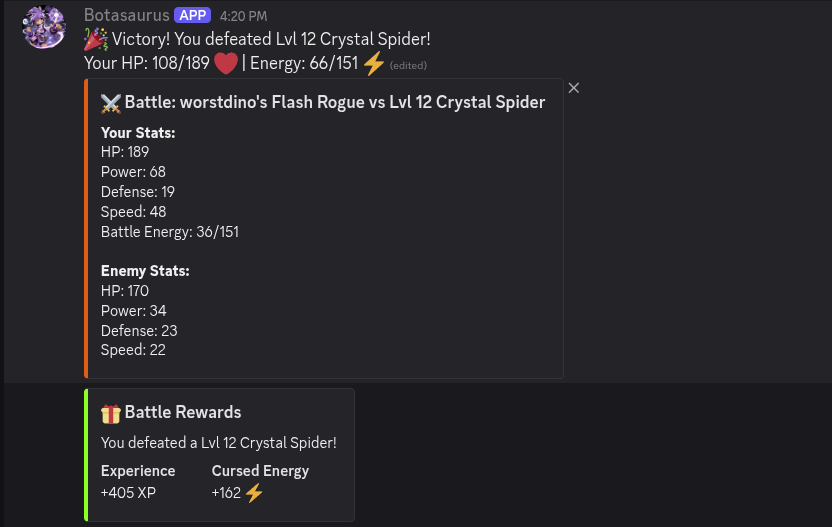 Botasaurus APP 4:20 PM
🎉 Victory! You defeated Lvl 12 Crystal Spider!
Your HP: 108/189 ❤️ | Energy: 66/151 ⚡ (edited)
⚔️ Battle: worstdino's Flash Rogue vs Lvl 12 Crystal Spider
Your Stats:
HP: 189
Power: 68
Defense: 19
Speed: 48
Battle Energy: 36/151
Enemy Stats:
HP: 170
Power: 34
Defense: 23
Speed: 22
🎁 Battle Rewards
You defeated a Lvl 12 Crystal Spider!
Experience Cursed Energy
+405 XP +162 ⚡